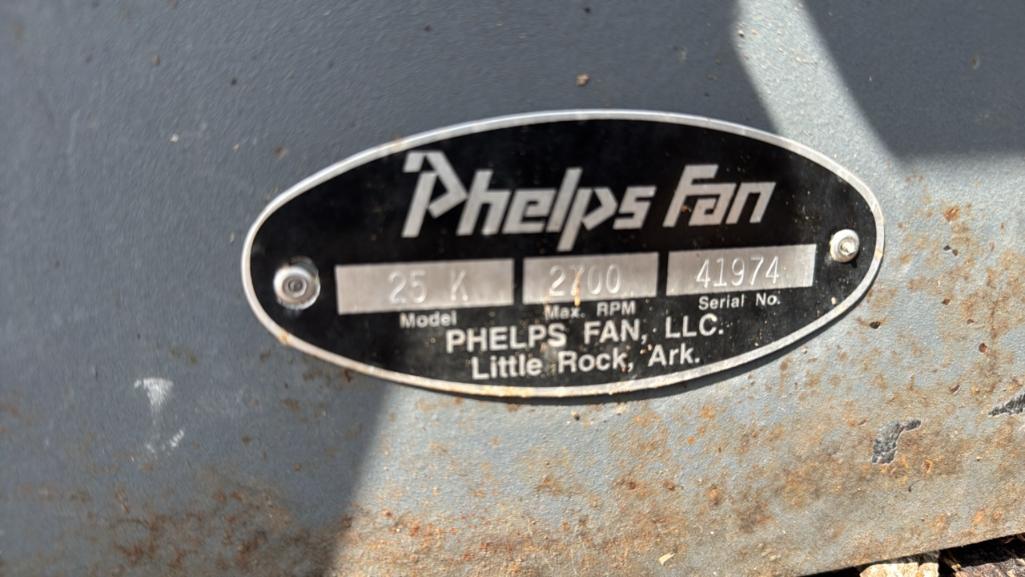 Phelps Fan
25 K 2700 41974
Model Max. RPM Serial No.
PHELPS FAN, LLC.
Little Rock, Ark.